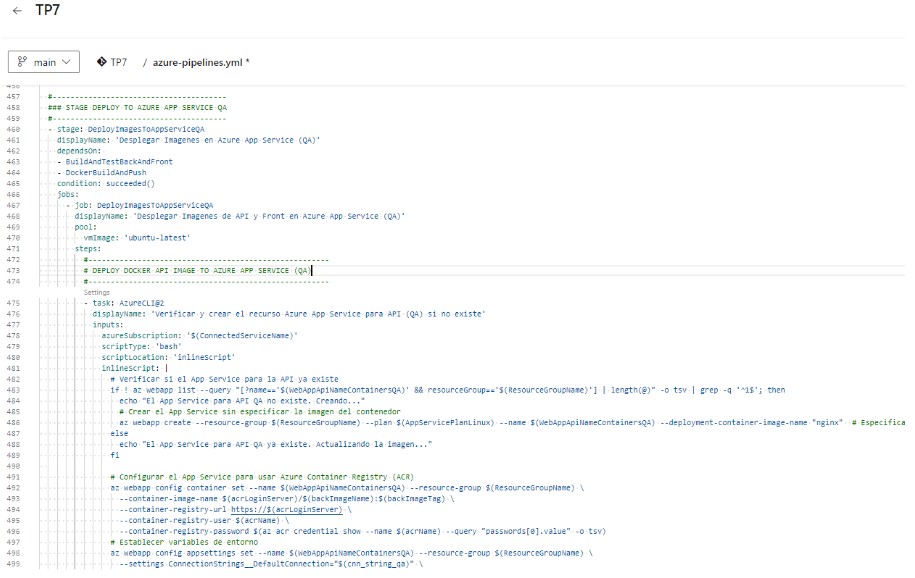 ← TP7
main TP7 / azure-pipelines.yml *
456
457 #---------------------------------------
458 ### STAGE DEPLOY TO AZURE APP SERVICE QA
459 #---------------------------------------
460 - stage: DeployImagesToAppServiceQA
461 displayName: 'Desplegar Imagenes en Azure App Service (QA)'
462 dependsOn:
463 - BuildAndTestBackAndFront
464 - DockerBuildAndPush
465 condition: succeeded()
466 jobs:
467 - job: DeployImagesToAppServiceQA
468 displayName: 'Desplegar Imagenes de API y Front en Azure App Service (QA)'
469 pool:
470 vmImage: 'ubuntu-latest'
471 steps:
472 #------------------------------------------------------
473 # DEPLOY DOCKER API IMAGE TO AZURE APP SERVICE (QA)
474 #------------------------------------------------------
Settings
475 - task: AzureCLI@2
476 displayName: 'Verificar y crear el recurso Azure App Service para API (QA) si no existe'
477 inputs:
478 azureSubscription: '$(ConnectedServiceName)'
479 scriptType: 'bash'
480 scriptLocation: 'inlineScript'
481 inlineScript: |
482 # Verificar si el App Service para la API ya existe
483 if ! az webapp list --query "[?name=='$(WebAppApiNameContainersQA)' && resourceGroup=='$(ResourceGroupName)'] | length(@)" -o tsv | grep -q '^1$'; then
484 echo "El App Service para API QA no existe. Creando..."
485 # Crear el App Service sin especificar la imagen del contenedor
486 az webapp create --resource-group $(ResourceGroupName) --plan $(AppServicePlanLinux) --name $(WebAppApiNameContainersQA) --deployment-container-image-name "nginx" # Especifica
487 else
488 echo "El App Service para API QA ya existe. Actualizando la imagen..."
489 fi
490
491 # Configurar el App Service para usar Azure Container Registry (ACR)
492 az webapp config container set --name $(WebAppApiNameContainersQA) --resource-group $(ResourceGroupName) \
493 --container-image-name $(acrLoginServer)/$(backImageName):$(backImageTag) \
494 --container-registry-url https://$(acrLoginServer) \
495 --container-registry-user $(acrName) \
496 --container-registry-password $(az acr credential show --name $(acrName) --query "passwords[0].value" -o tsv)
497 # Establecer variables de entorno
498 az webapp config appsettings set --name $(WebAppApiNameContainersQA) --resource-group $(ResourceGroupName) \
499 --settings ConnectionStrings__DefaultConnection="$(cnn_string_qa)" \